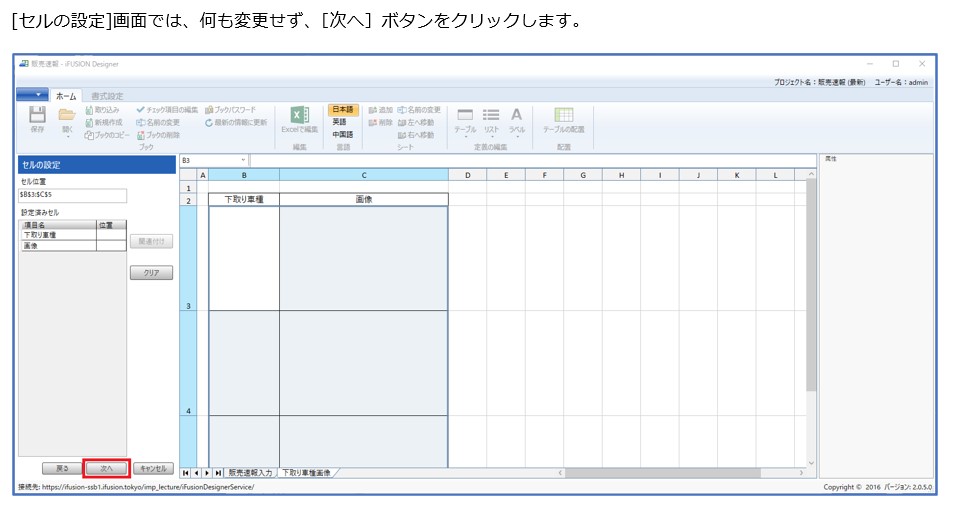 [セルの設定]画面では、何も変更せず、[次へ］ボタンをクリックします。
販売速報 - iFUSION Designer
プロジェクト名：販売速報 (最新) ユーザー名：admin
ホーム 書式設定
保存 開く 取り込み 新規作成 ブックのコピー チェック項目の編集 名前の変更 ブックの削除 ブックパスワード 最新の情報に更新
ブック
Excelで編集
編集
日本語
英語
中国語
言語
追加 名前の変更
削除 左へ移動
右へ移動
シート
テーブル リスト ラベル
定義の編集
テーブルの配置
配置
セルの設定
セル位置
$B$3:$C$5
設定済みセル
項目名 位置
下取り車種
画像
関連付け
クリア
戻る 次へ キャンセル
B3
A B C D E F G H I J K L
1
2 下取り車種 画像
3
4
販売速報入力 下取り車種画像
属性
接続先: https://ifusion-ssb1.ifusion.tokyo/imp_lecture/iFusionDesignerService/
Copyright © 2016 バージョン: 2.0.5.0